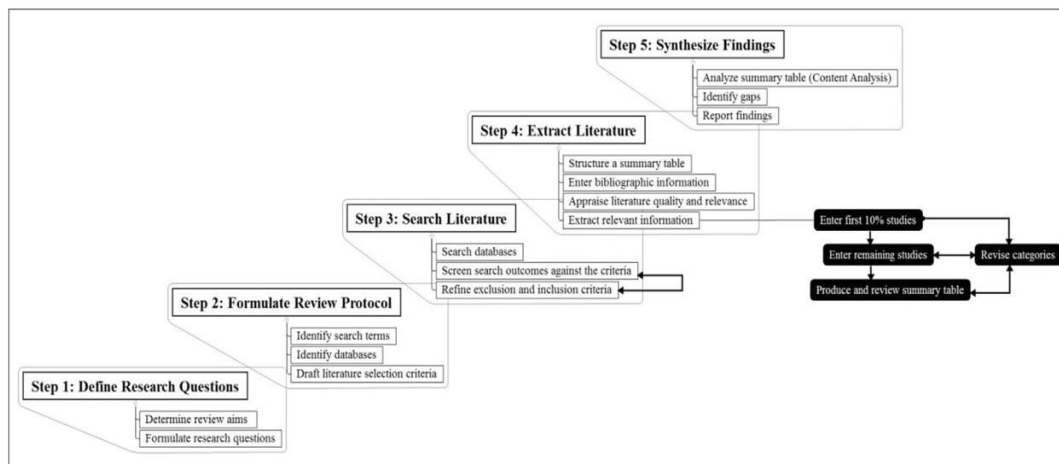 Step 5: Synthesize Findings
Analyze summary table (Content Analysis)
Identify gaps
Report findings
Step 4: Extract Literature
Structure a summary table
Enter bibliographic information
Appraise literature quality and relevance
Extract relevant information
Enter first 10% studies
Enter remaining studies
Revise categories
Produce and review summary table
Step 3: Search Literature
Search databases
Screen search outcomes against the criteria
Refine exclusion and inclusion criteria
Step 2: Formulate Review Protocol
Identify search terms
Identify databases
Draft literature selection criteria
Step 1: Define Research Questions
Determine review aims
Formulate research questions